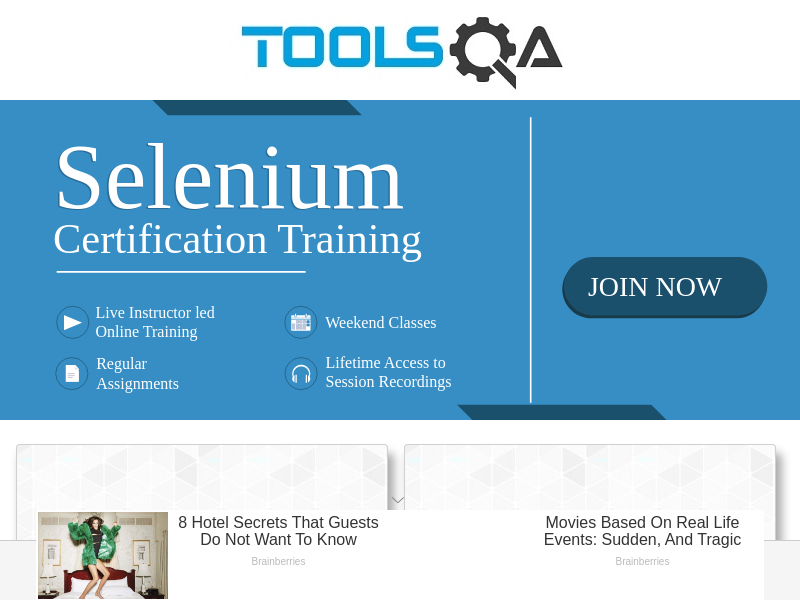 TOOLSQA
Selenium
Certification Training
JOIN NOW
Live Instructor led
Online Training
Weekend Classes
Regular
Assignments
Lifetime Access to
Session Recordings
8 Hotel Secrets That Guests
Do Not Want To Know
Brainberries
Movies Based On Real Life
Events: Sudden, And Tragic
Brainberries